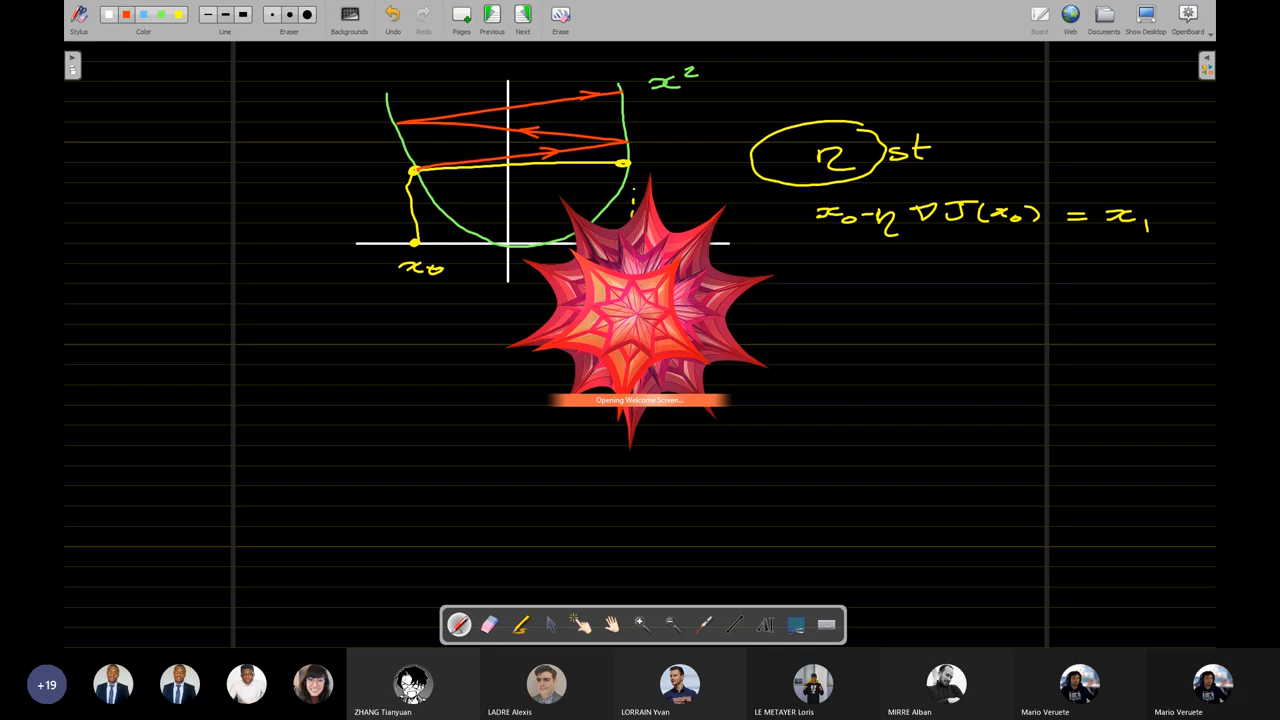 Stylus
Color
Line
Eraser
Backgrounds
Undo
Redo
Pages
Previous
Next
Erase
Board
Web
Documents
Show Desktop
OpenBoard
x²
η st
x₀-η ∇J(x₀) = x₁
x₀
Opening Welcome Screen...
+19
ZHANG Tianyuan
LADRE Alexis
LORRAIN Yvan
LE METAYER Loris
MIRRE Alban
Mario Veruete
Mario Veruete